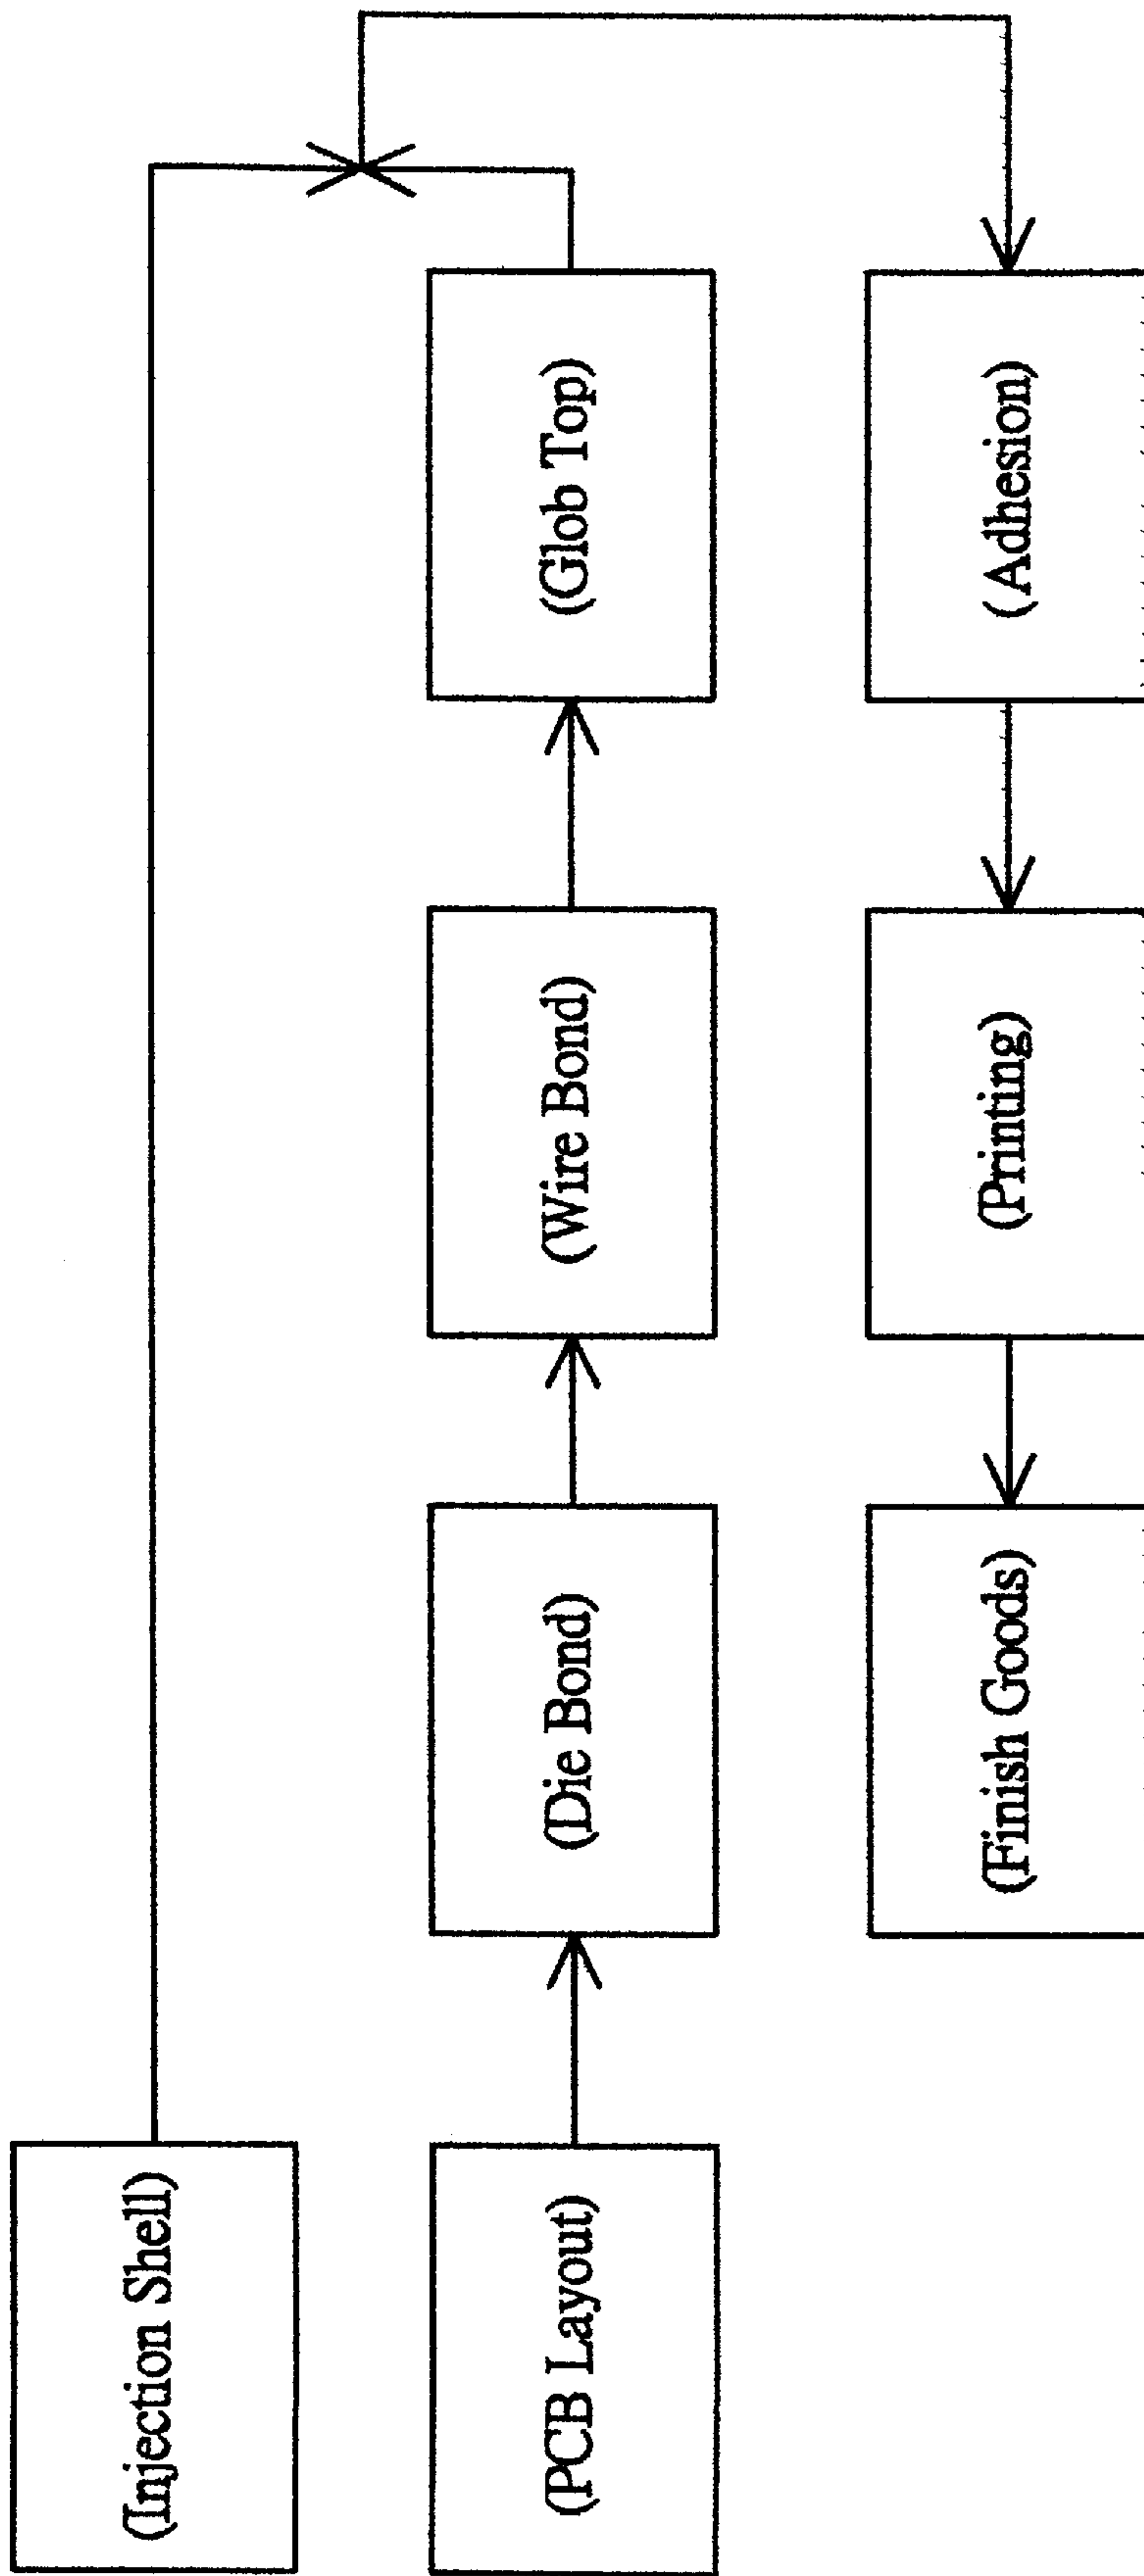 (Injection Shell)
(PCB Layout)
(Die Bond)
(Wire Bond)
(Glob Top)
(Adhesion)
(Printing)
(Finish Goods)